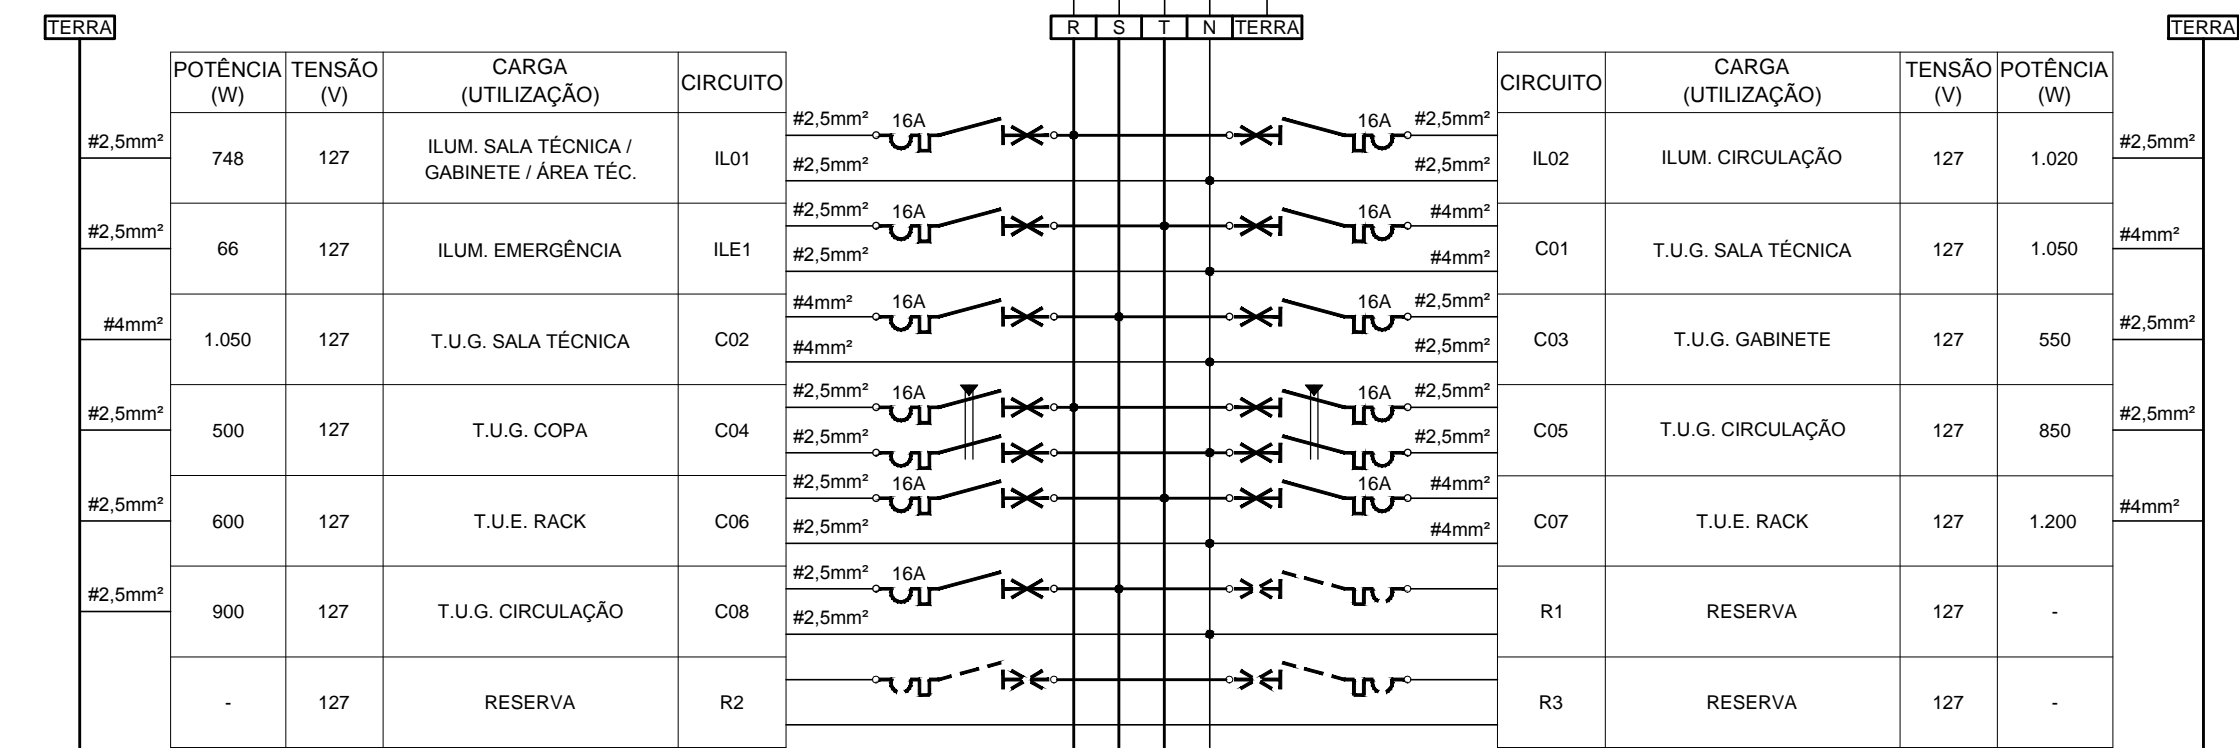 TERRA
R S T N TERRA
TERRA
POTÊNCIA (W) TENSÃO (V) CARGA (UTILIZAÇÃO) CIRCUITO
CIRCUITO CARGA (UTILIZAÇÃO) TENSÃO (V) POTÊNCIA (W)
#2,5mm² 748 127 ILUM. SALA TÉCNICA / GABINETE / ÁREA TÉC. IL01 #2,5mm² 16A #2,5mm²
16A #2,5mm² #2,5mm² IL02 ILUM. CIRCULAÇÃO 127 1.020 #2,5mm²
#2,5mm² 66 127 ILUM. EMERGÊNCIA ILE1 #2,5mm² 16A #2,5mm²
16A #4mm² #4mm² C01 T.U.G. SALA TÉCNICA 127 1.050 #4mm²
#4mm² 1.050 127 T.U.G. SALA TÉCNICA C02 #4mm² 16A #4mm²
16A #2,5mm² #2,5mm² C03 T.U.G. GABINETE 127 550 #2,5mm²
#2,5mm² 500 127 T.U.G. COPA C04 #2,5mm² 16A #2,5mm²
16A #2,5mm² #2,5mm² C05 T.U.G. CIRCULAÇÃO 127 850 #2,5mm²
#2,5mm² 600 127 T.U.E. RACK C06 #2,5mm² 16A #2,5mm²
16A #4mm² #4mm² C07 T.U.E. RACK 127 1.200 #4mm²
#2,5mm² 900 127 T.U.G. CIRCULAÇÃO C08 #2,5mm² 16A #2,5mm²
R1 RESERVA 127 -
- 127 RESERVA R2
R3 RESERVA 127 -